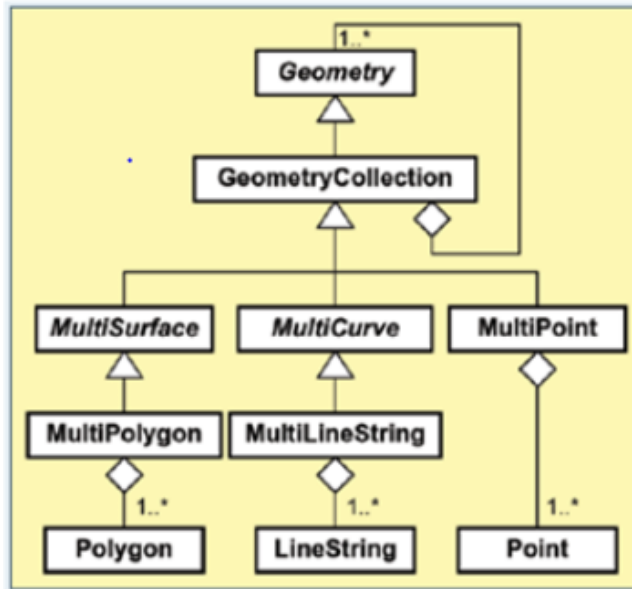 1..*
Geometry
GeometryCollection
MultiSurface
MultiCurve
MultiPoint
MultiPolygon
MultiLineString
1..*
1..*
1..*
Polygon
LineString
Point